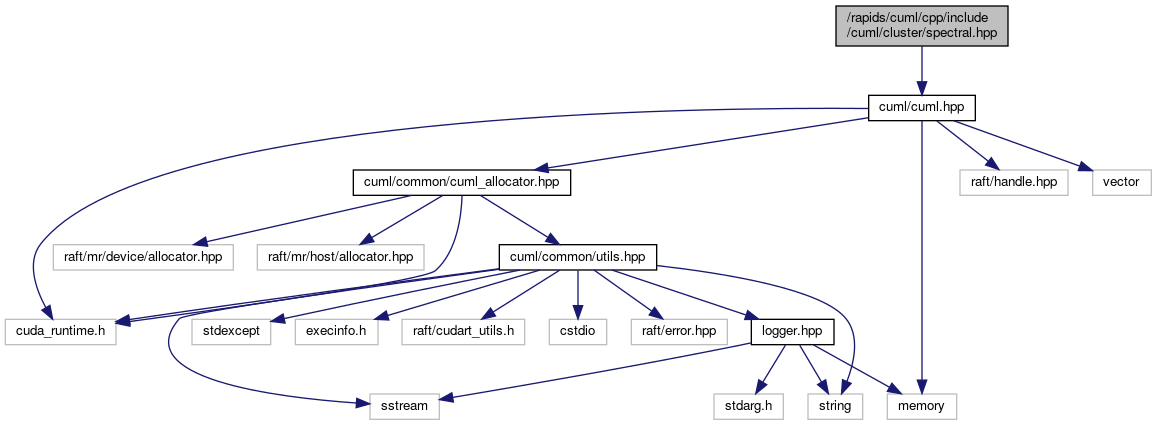 /rapids/cuml/cpp/include
/cuml/cluster/spectral.hpp
cuml/cuml.hpp
cuml/common/cuml_allocator.hpp
raft/handle.hpp
vector
raft/mr/device/allocator.hpp
raft/mr/host/allocator.hpp
cuml/common/utils.hpp
cuda_runtime.h
stdexcept
execinfo.h
raft/cudart_utils.h
cstdio
raft/error.hpp
logger.hpp
sstream
stdarg.h
string
memory